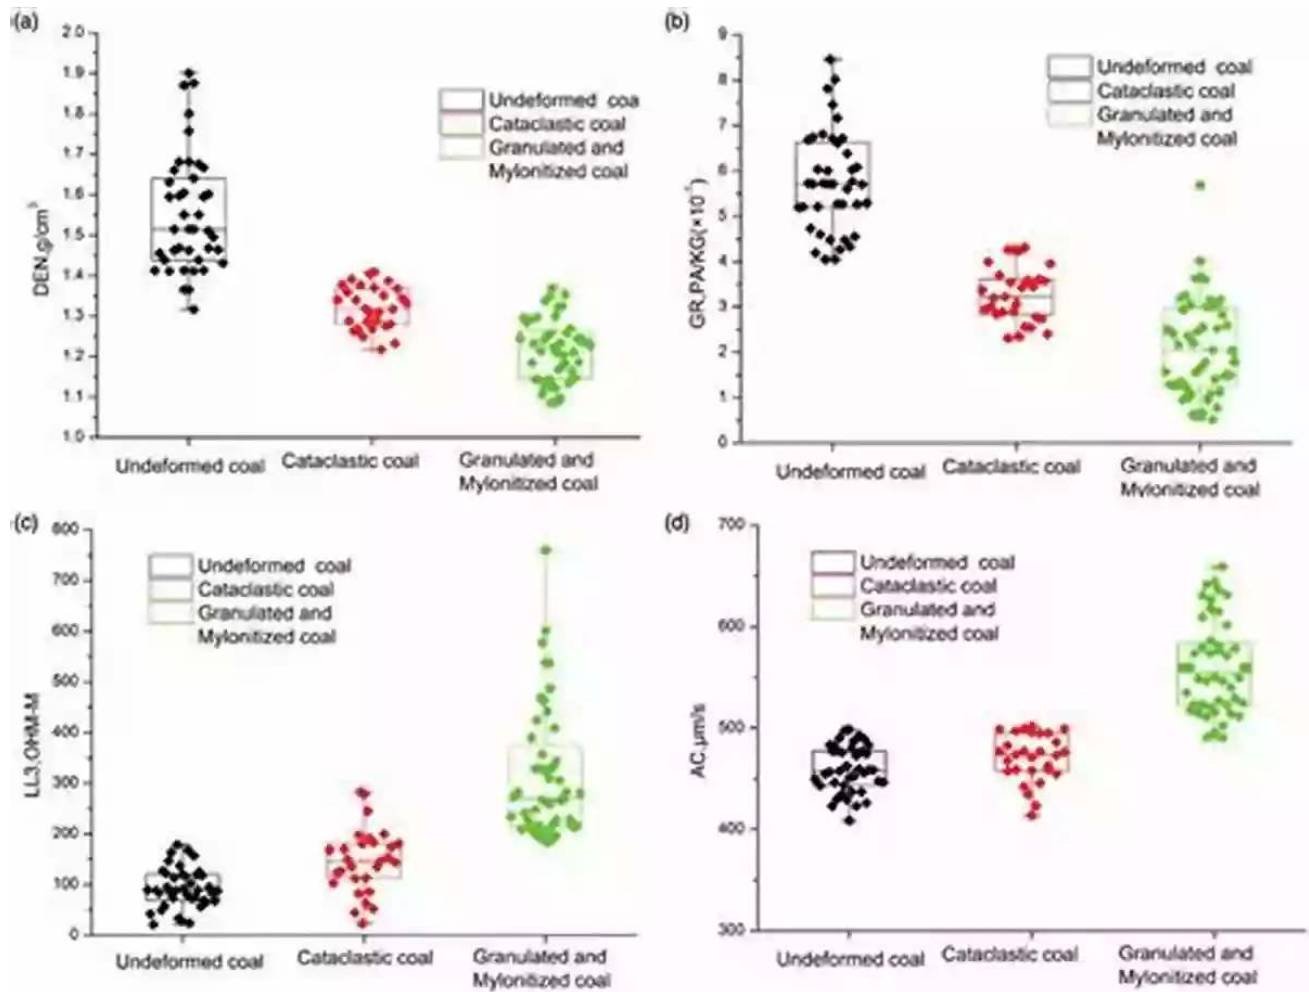 (a)
2.0
1.9
1.8
1.7
1.6
1.5
1.4
1.3
1.2
1.1
1.0
DEN,g/cm³
Undeformed coa
Cataclastic coal
Granulated and
Mylonitized coal
Undeformed coal
Cataclastic coal
Granulated and
Mylonitized coal
(b)
9
8
7
6
5
4
3
2
1
0
GR,PA/KG(×10
Undeformed coal
Cataclastic coal
Granulated and
Mylonitized coal
Undeformed coal
Cataclastic coal
Granulated and
Mylonitized coal
(c)
800
700
600
500
400
300
200
100
0
LL3,OHM-M
Undeformed coal
Cataclastic coal
Granulated and
Mylonitized coal
Undeformed coal
Cataclastic coal
Granulated and
Mylonitized coal
(d)
700
600
500
400
300
AC,μm/s
Undeformed coal
Cataclastic coal
Granulated and
Mylonitized coal
Undeformed coal
Cataclastic coal
Granulated and
Mylonitized coal